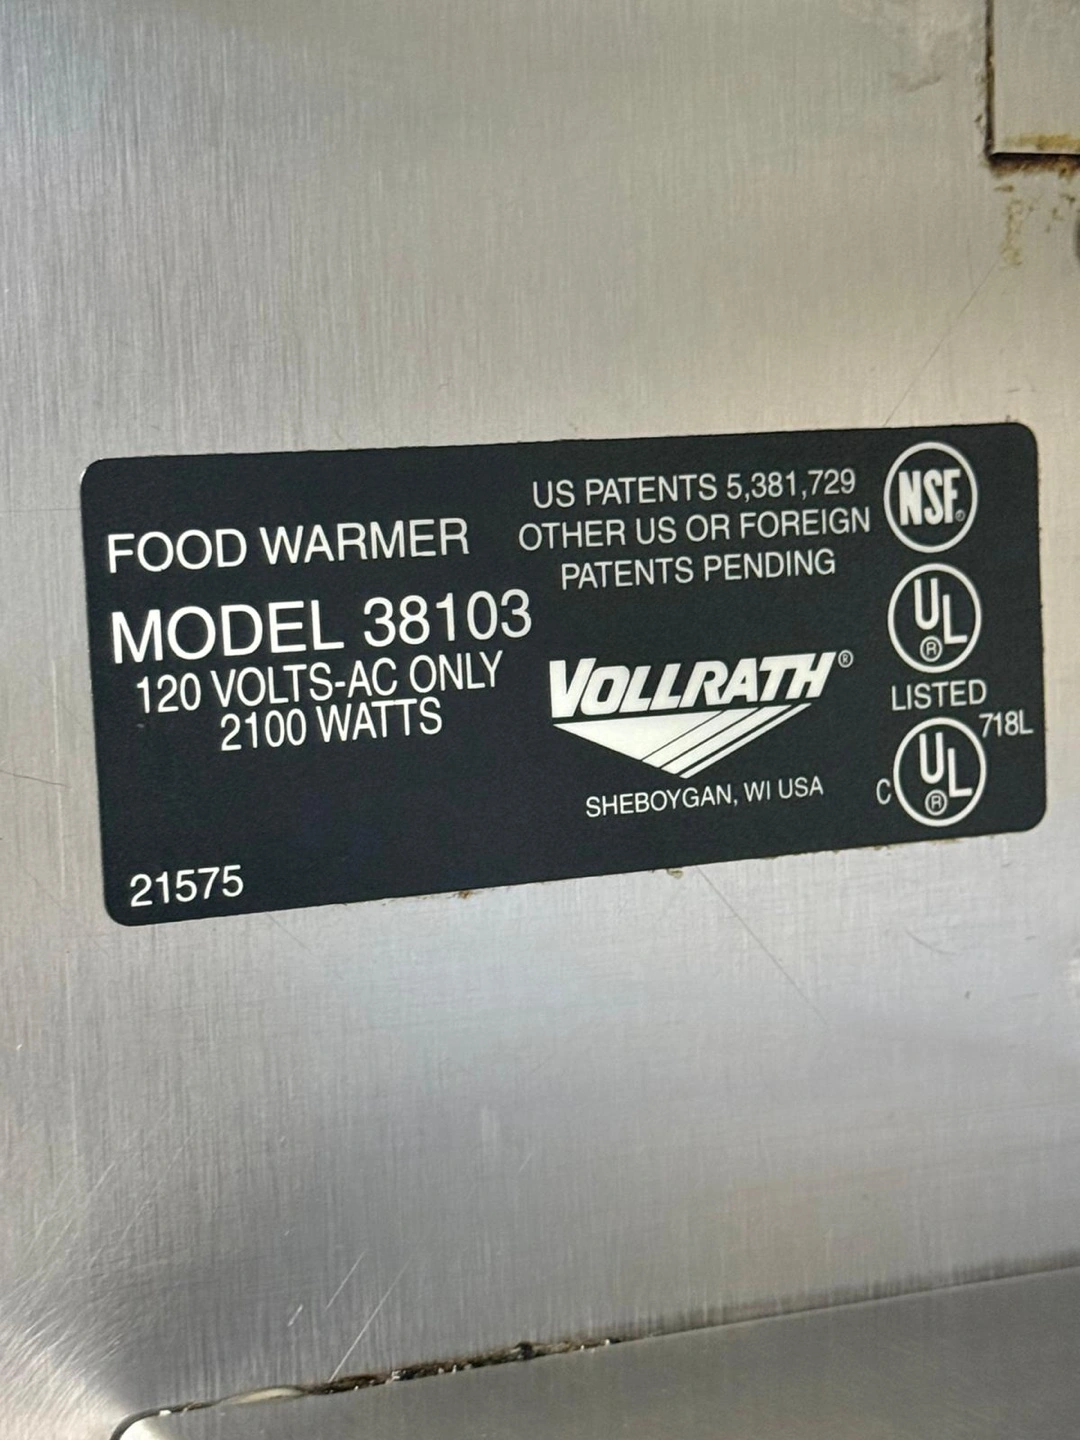 FOOD WARMER
MODEL 38103
120 VOLTS-AC ONLY
2100 WATTS
21575
US PATENTS 5,381,729
OTHER US OR FOREIGN
PATENTS PENDING
VOLLRATH®
SHEBOYGAN, WI USA
NSF®
UL®
LISTED
718L
C UL®